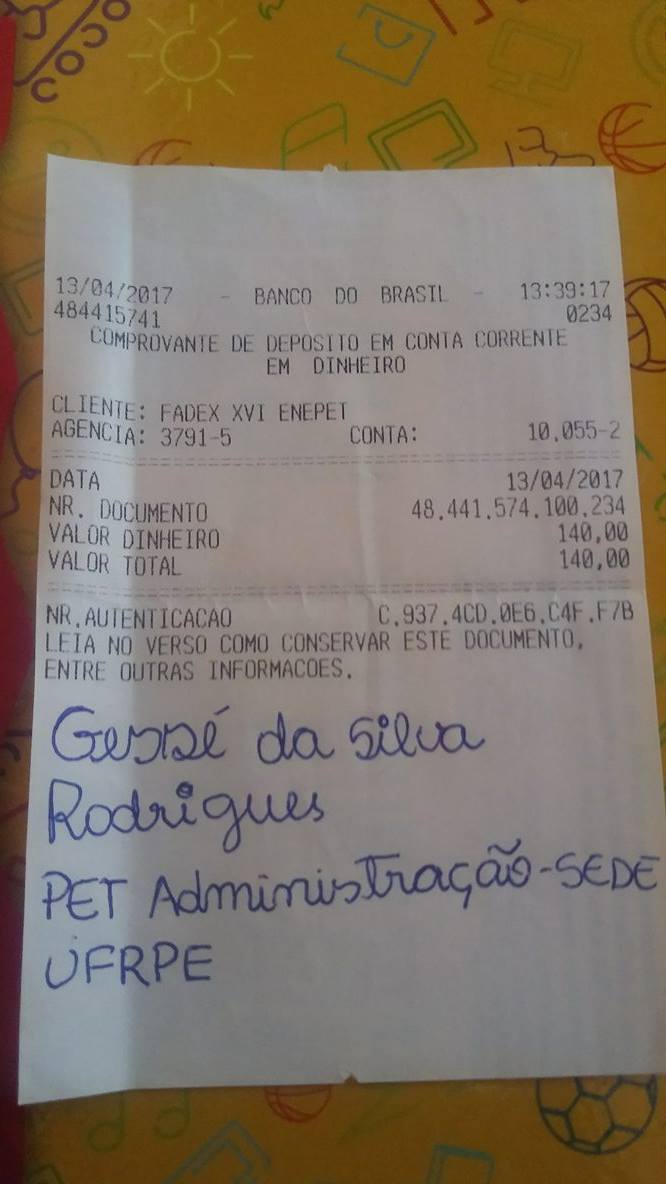 13/04/2017 - BANCO DO BRASIL - 13:39:17
484415741 0234
COMPROVANTE DE DEPOSITO EM CONTA CORRENTE
EM DINHEIRO
CLIENTE: FADEX XVI ENEPET
AGENCIA: 3791-5 CONTA: 10.055-2
DATA 13/04/2017
NR. DOCUMENTO 48.441.574.100.234
VALOR DINHEIRO 140,00
VALOR TOTAL 140,00
NR.AUTENTICACAO C.937.4CD.0E6.C4F.F7B
LEIA NO VERSO COMO CONSERVAR ESTE DOCUMENTO,
ENTRE OUTRAS INFORMACOES.
Gessé da Silva
Rodrigues
PET Administração-SEDE
UFRPE